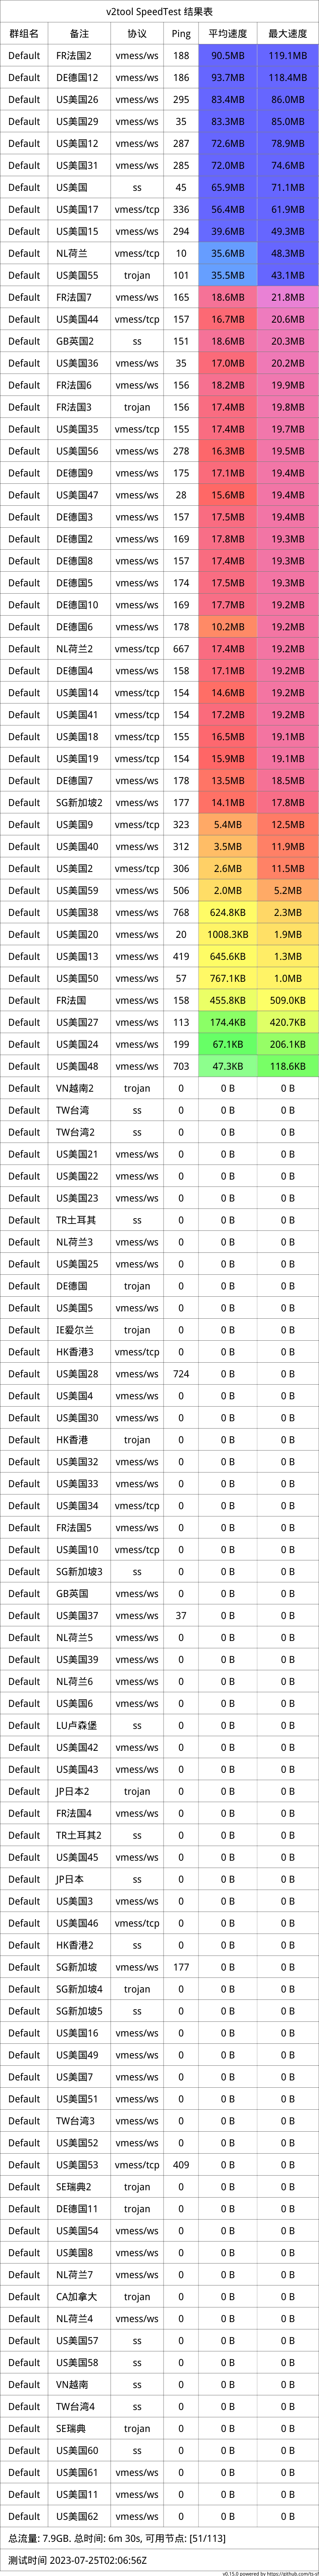 v2tool SpeedTest 结果表
群组名 备注 协议 Ping 平均速度 最大速度
Default FR法国2 vmess/ws 188 90.5MB 119.1MB
Default DE德国12 vmess/ws 186 93.7MB 118.4MB
Default US美国26 vmess/ws 295 83.4MB 86.0MB
Default US美国29 vmess/ws 35 83.3MB 85.0MB
Default US美国12 vmess/ws 287 72.6MB 78.9MB
Default US美国31 vmess/ws 285 72.0MB 74.6MB
Default US美国 ss 45 65.9MB 71.1MB
Default US美国17 vmess/tcp 336 56.4MB 61.9MB
Default US美国15 vmess/ws 294 39.6MB 49.3MB
Default NL荷兰 vmess/tcp 10 35.6MB 48.3MB
Default US美国55 trojan 101 35.5MB 43.1MB
Default FR法国7 vmess/ws 165 18.6MB 21.8MB
Default US美国44 vmess/tcp 157 16.7MB 20.6MB
Default GB英国2 ss 151 18.6MB 20.3MB
Default US美国36 vmess/ws 35 17.0MB 20.2MB
Default FR法国6 vmess/ws 156 18.2MB 19.9MB
Default FR法国3 trojan 156 17.4MB 19.8MB
Default US美国35 vmess/tcp 155 17.4MB 19.7MB
Default US美国56 vmess/ws 278 16.3MB 19.5MB
Default DE德国9 vmess/ws 175 17.1MB 19.4MB
Default US美国47 vmess/ws 28 15.6MB 19.4MB
Default DE德国3 vmess/ws 157 17.5MB 19.4MB
Default DE德国2 vmess/ws 169 17.8MB 19.3MB
Default DE德国8 vmess/ws 157 17.4MB 19.3MB
Default DE德国5 vmess/ws 174 17.5MB 19.3MB
Default DE德国10 vmess/ws 169 17.7MB 19.2MB
Default DE德国6 vmess/ws 178 10.2MB 19.2MB
Default NL荷兰2 vmess/tcp 667 17.4MB 19.2MB
Default DE德国4 vmess/ws 158 17.1MB 19.2MB
Default US美国14 vmess/tcp 154 14.6MB 19.2MB
Default US美国41 vmess/tcp 154 17.2MB 19.2MB
Default US美国18 vmess/tcp 155 16.5MB 19.1MB
Default US美国19 vmess/tcp 154 15.9MB 19.1MB
Default DE德国7 vmess/ws 178 13.5MB 18.5MB
Default SG新加坡2 vmess/ws 177 14.1MB 17.8MB
Default US美国9 vmess/tcp 323 5.4MB 12.5MB
Default US美国40 vmess/ws 312 3.5MB 11.9MB
Default US美国2 vmess/tcp 306 2.6MB 11.5MB
Default US美国59 vmess/ws 506 2.0MB 5.2MB
Default US美国38 vmess/ws 768 624.8KB 2.3MB
Default US美国20 vmess/ws 20 1008.3KB 1.9MB
Default US美国13 vmess/ws 419 645.6KB 1.3MB
Default US美国50 vmess/ws 57 767.1KB 1.0MB
Default FR法国 vmess/ws 158 455.8KB 509.0KB
Default US美国27 vmess/ws 113 174.4KB 420.7KB
Default US美国24 vmess/ws 199 67.1KB 206.1KB
Default US美国48 vmess/ws 703 47.3KB 118.6KB
Default VN越南2 trojan 0 0 B 0 B
Default TW台湾 ss 0 0 B 0 B
Default TW台湾2 ss 0 0 B 0 B
Default US美国21 vmess/ws 0 0 B 0 B
Default US美国22 vmess/ws 0 0 B 0 B
Default US美国23 vmess/ws 0 0 B 0 B
Default TR土耳其 ss 0 0 B 0 B
Default NL荷兰3 vmess/ws 0 0 B 0 B
Default US美国25 vmess/ws 0 0 B 0 B
Default DE德国 trojan 0 0 B 0 B
Default US美国5 vmess/ws 0 0 B 0 B
Default IE爱尔兰 trojan 0 0 B 0 B
Default HK香港3 vmess/tcp 0 0 B 0 B
Default US美国28 vmess/ws 724 0 B 0 B
Default US美国4 vmess/ws 0 0 B 0 B
Default US美国30 vmess/ws 0 0 B 0 B
Default HK香港 trojan 0 0 B 0 B
Default US美国32 vmess/ws 0 0 B 0 B
Default US美国33 vmess/ws 0 0 B 0 B
Default US美国34 vmess/tcp 0 0 B 0 B
Default FR法国5 vmess/ws 0 0 B 0 B
Default US美国10 vmess/tcp 0 0 B 0 B
Default SG新加坡3 ss 0 0 B 0 B
Default GB英国 vmess/ws 0 0 B 0 B
Default US美国37 vmess/ws 37 0 B 0 B
Default NL荷兰5 vmess/ws 0 0 B 0 B
Default US美国39 vmess/ws 0 0 B 0 B
Default NL荷兰6 vmess/ws 0 0 B 0 B
Default US美国6 vmess/ws 0 0 B 0 B
Default LU卢森堡 ss 0 0 B 0 B
Default US美国42 vmess/ws 0 0 B 0 B
Default US美国43 vmess/ws 0 0 B 0 B
Default JP日本2 trojan 0 0 B 0 B
Default FR法国4 vmess/ws 0 0 B 0 B
Default TR土耳其2 ss 0 0 B 0 B
Default US美国45 vmess/ws 0 0 B 0 B
Default JP日本 ss 0 0 B 0 B
Default US美国3 vmess/ws 0 0 B 0 B
Default US美国46 vmess/tcp 0 0 B 0 B
Default HK香港2 ss 0 0 B 0 B
Default SG新加坡 vmess/ws 177 0 B 0 B
Default SG新加坡4 trojan 0 0 B 0 B
Default SG新加坡5 ss 0 0 B 0 B
Default US美国16 vmess/ws 0 0 B 0 B
Default US美国49 vmess/ws 0 0 B 0 B
Default US美国7 vmess/ws 0 0 B 0 B
Default US美国51 vmess/ws 0 0 B 0 B
Default TW台湾3 vmess/ws 0 0 B 0 B
Default US美国52 vmess/ws 0 0 B 0 B
Default US美国53 vmess/tcp 409 0 B 0 B
Default SE瑞典2 trojan 0 0 B 0 B
Default DE德国11 trojan 0 0 B 0 B
Default US美国54 vmess/ws 0 0 B 0 B
Default US美国8 vmess/ws 0 0 B 0 B
Default NL荷兰7 vmess/ws 0 0 B 0 B
Default CA加拿大 trojan 0 0 B 0 B
Default NL荷兰4 vmess/ws 0 0 B 0 B
Default US美国57 ss 0 0 B 0 B
Default US美国58 ss 0 0 B 0 B
Default VN越南 ss 0 0 B 0 B
Default TW台湾4 ss 0 0 B 0 B
Default SE瑞典 trojan 0 0 B 0 B
Default US美国60 ss 0 0 B 0 B
Default US美国61 vmess/ws 0 0 B 0 B
Default US美国11 vmess/ws 0 0 B 0 B
Default US美国62 vmess/ws 0 0 B 0 B
总流量: 7.9GB. 总时间: 6m 30s, 可用节点: [51/113]
测试时间 2023-07-25T02:06:56Z
v0.15.0 powered by https://github.com/ts-sf